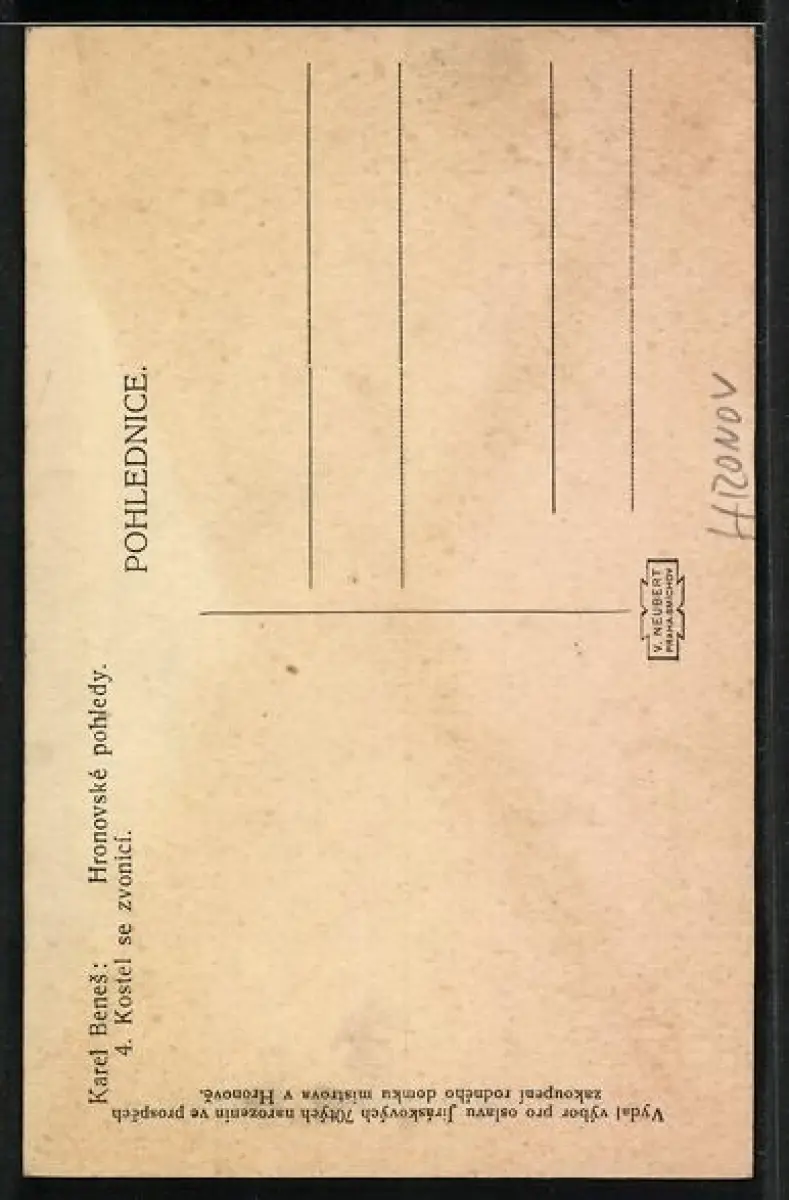 Karel Beneš: Hronovské pohledy.
4. Kostel se zvonicí.
POHLEDNICE.
Vydal výbor pro oslavu Jiráskových 70tých narozenin ve prospěch
zakoupení rodného domku mistrova v Hronově.
V. NEUBERT
PRAHA-SMÍCHOV
HRONOV